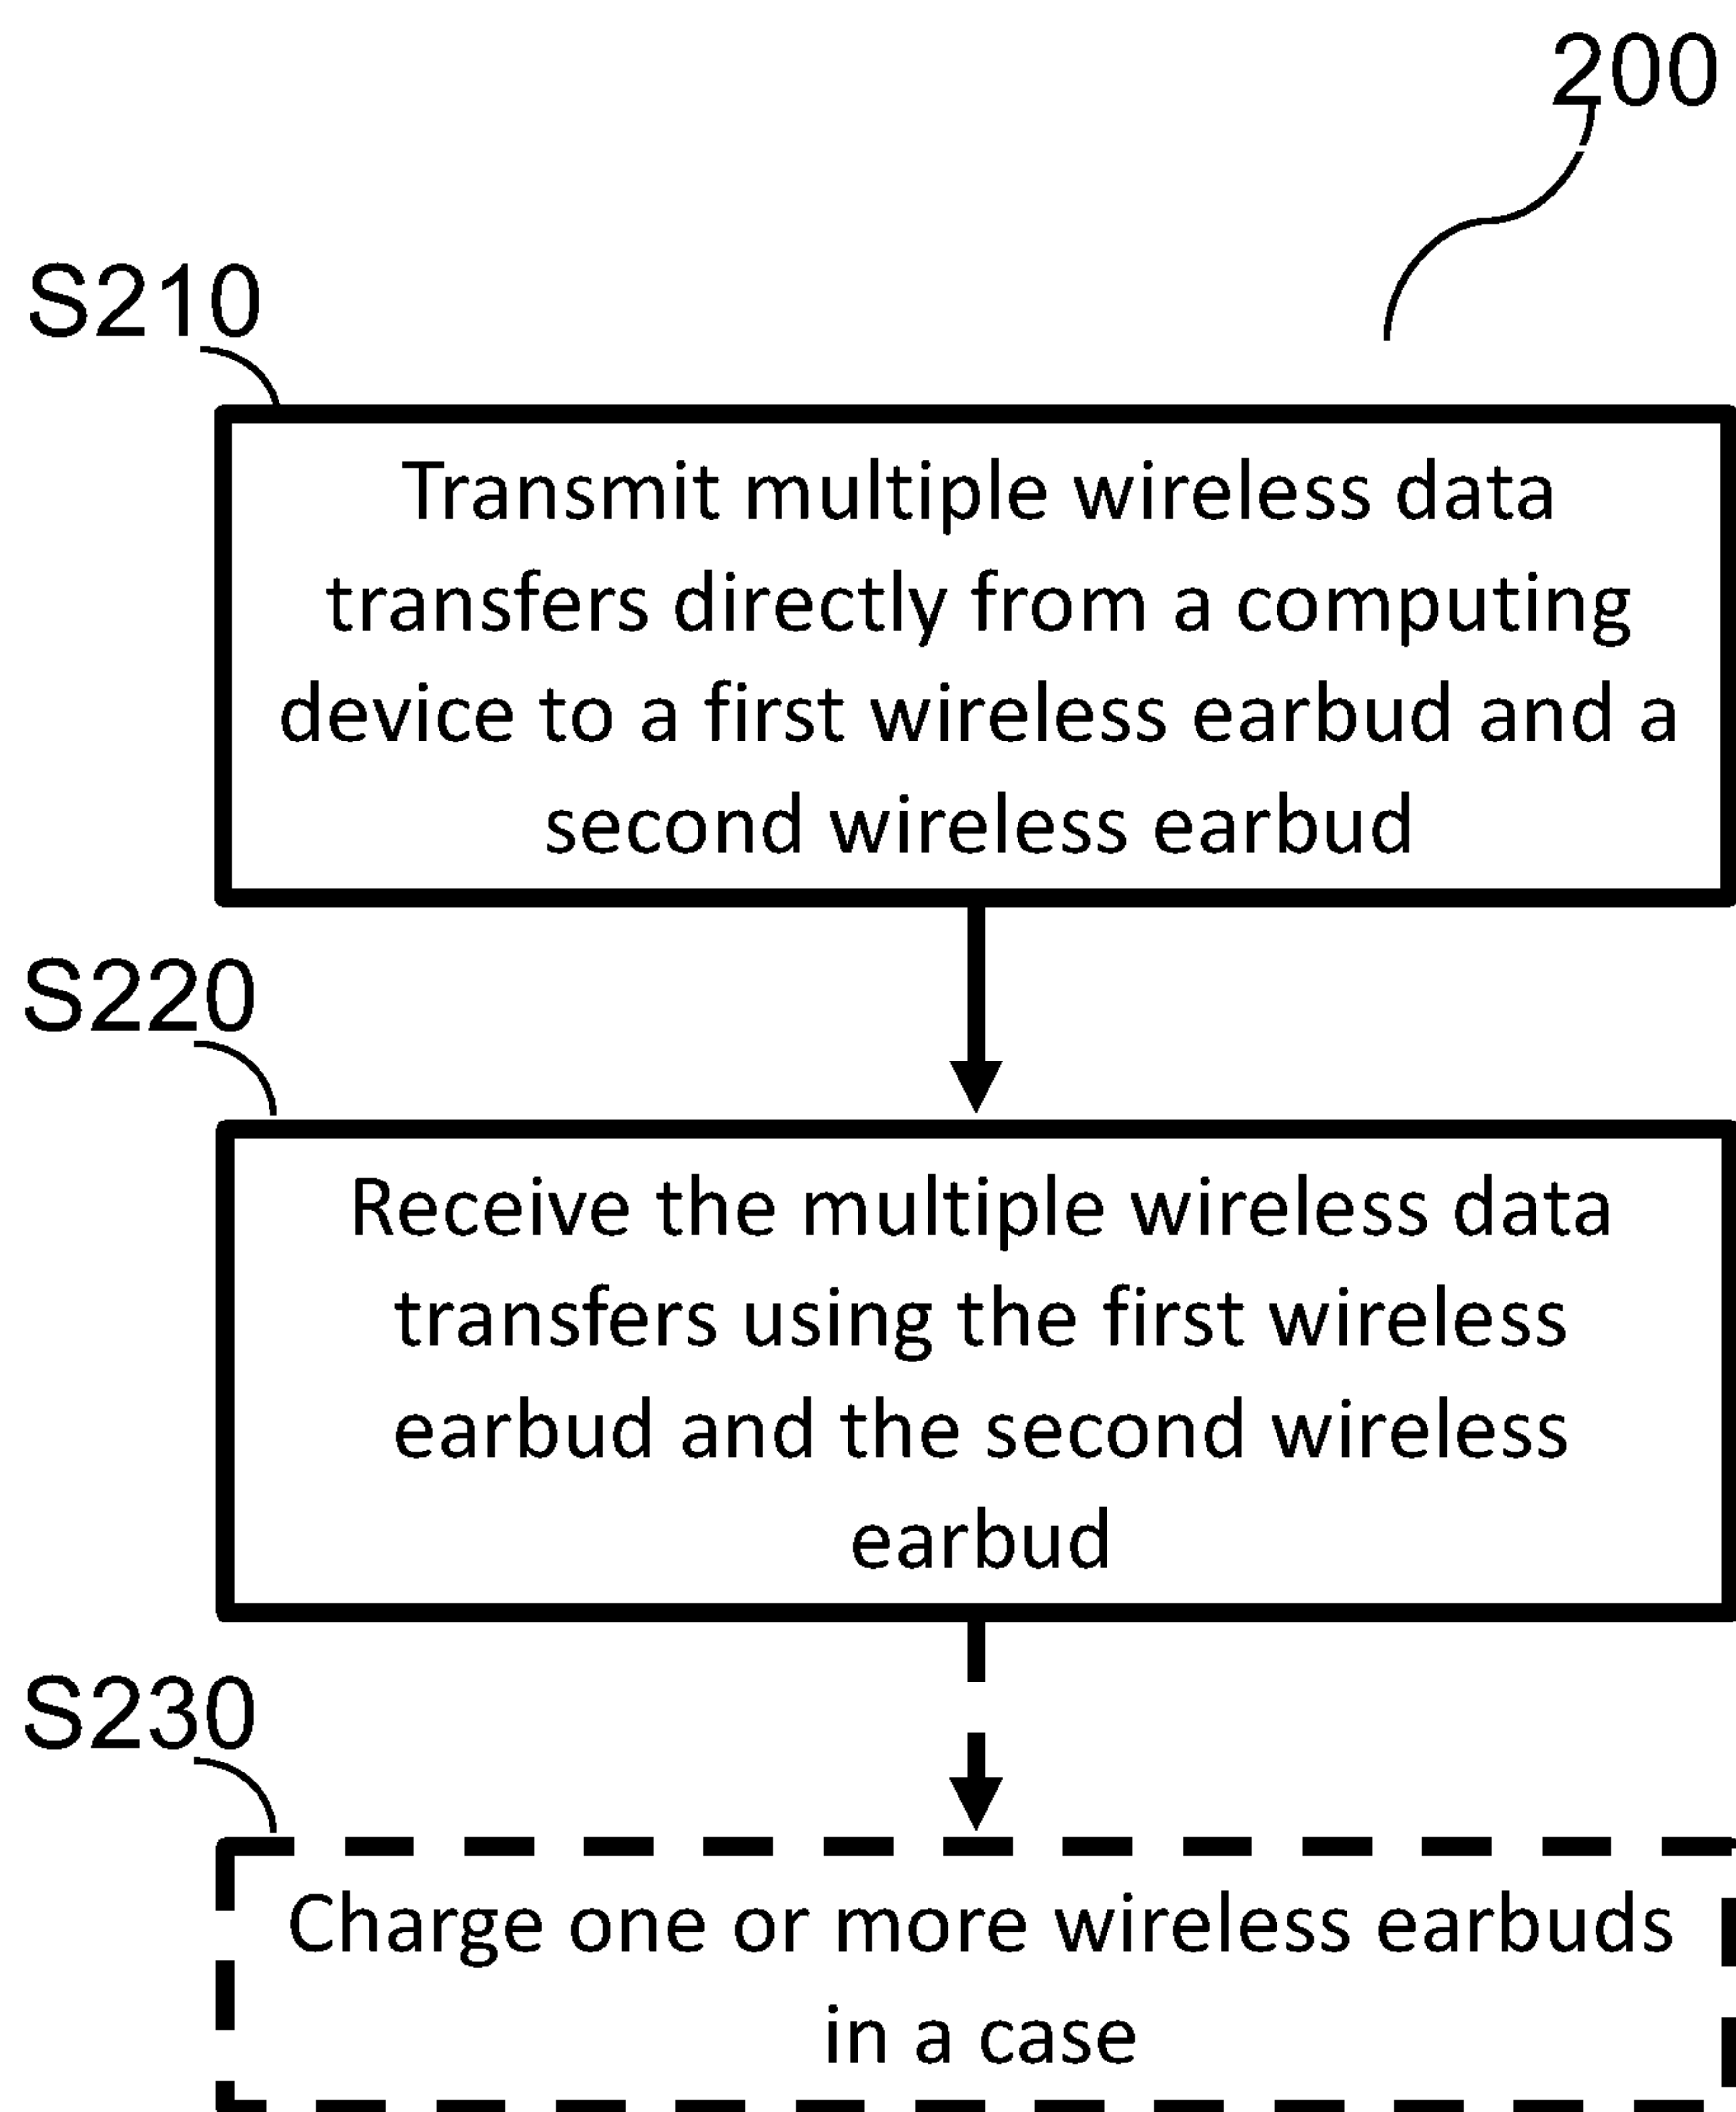 200
S210
Transmit multiple wireless data
transfers directly from a computing
device to a first wireless earbud and a
second wireless earbud
S220
Receive the multiple wireless data
transfers using the first wireless
earbud and the second wireless
earbud
S230
Charge one or more wireless earbuds
in a case